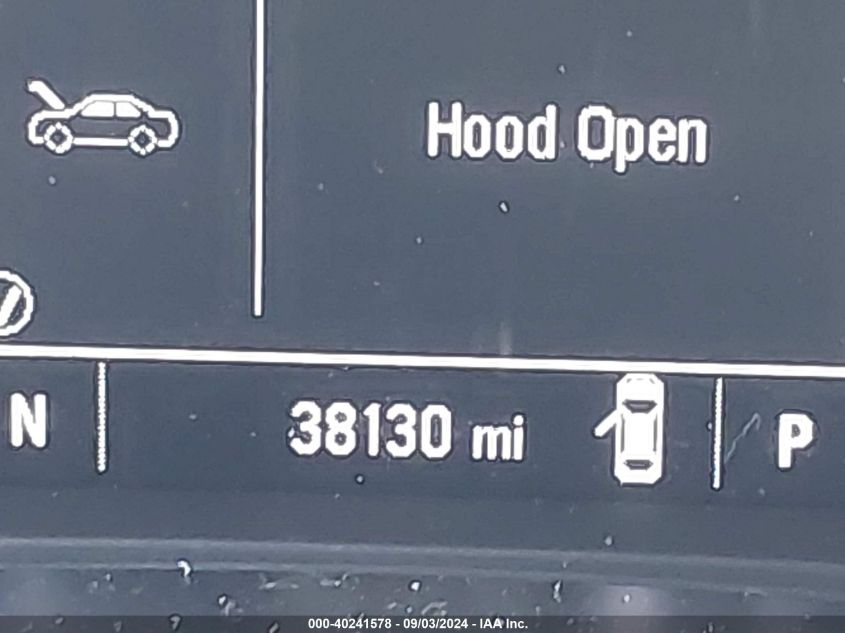 Hood Open
N
38130 mi
P
000-40241578 - 09/03/2024 - IAA Inc.